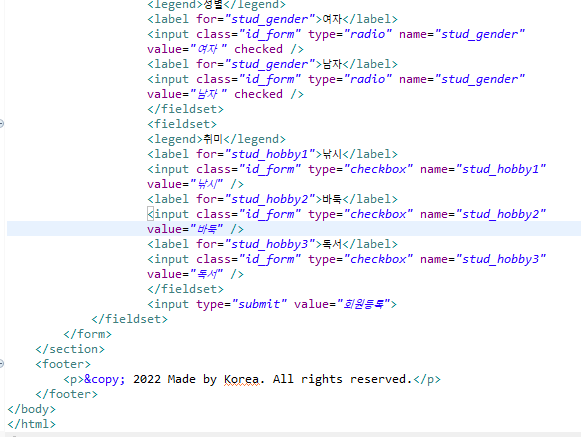 <legend>성별</legend>
<label for="stud_gender">여자</label>
<input class="id_form" type="radio" name="stud_gender"
value="여자 " checked />
<label for="stud_gender">남자</label>
<input class="id_form" type="radio" name="stud_gender"
value="남자 " checked />
</fieldset>
<fieldset>
<legend>취미</legend>
<label for="stud_hobby1">낚시</label>
<input class="id_form" type="checkbox" name="stud_hobby1"
value="낚시" />
<label for="stud_hobby2">바둑</label>
<input class="id_form" type="checkbox" name="stud_hobby2"
value="바둑" />
<label for="stud_hobby3">독서</label>
<input class="id_form" type="checkbox" name="stud_hobby3"
value="독서" />
</fieldset>
<input type="submit" value="회원등록">
</fieldset>
</form>
</section>
<footer>
<p>&copy; 2022 Made by Korea. All rights reserved.</p>
</footer>
</body>
</html>